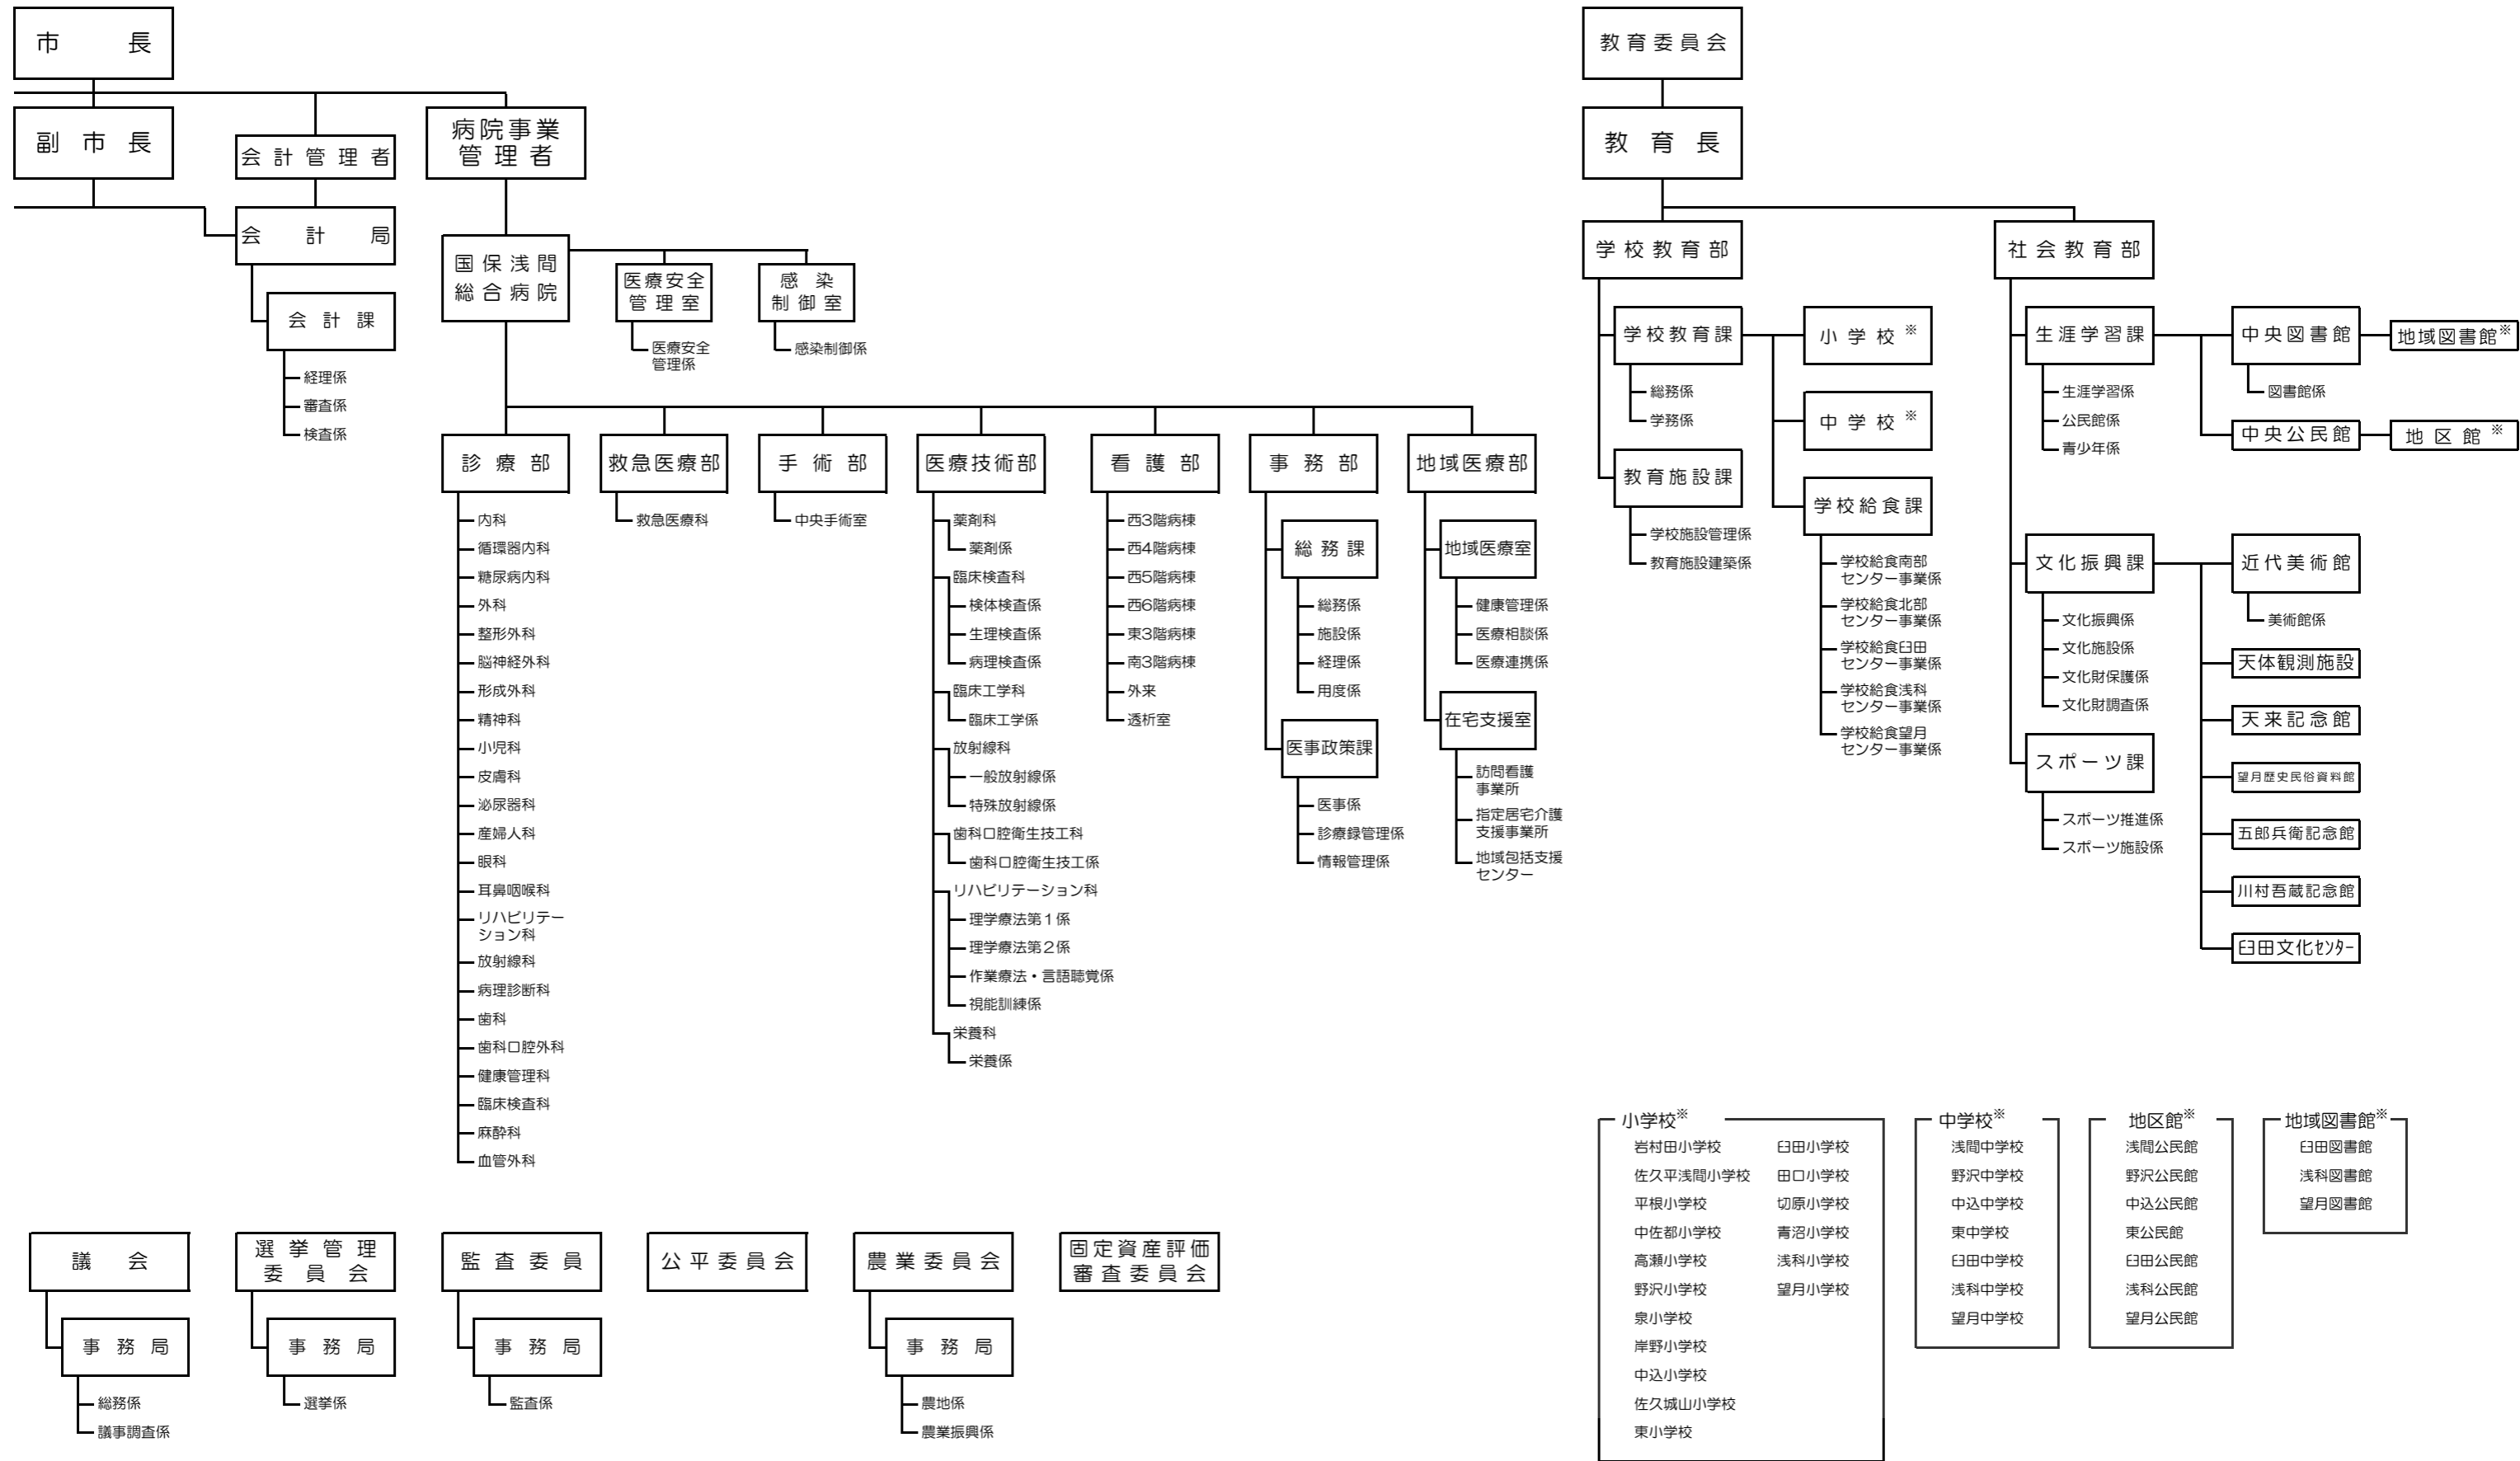 市長
副市長
会計管理者
病院事業
管理者
会計局
会計課
経理係
審査係
検査係
国保浅間
総合病院
医療安全
管理室
医療安全
管理係
感染
制御室
感染制御係
診療部
内科
循環器内科
糖尿病内科
外科
整形外科
脳神経外科
形成外科
精神科
小児科
皮膚科
泌尿器科
産婦人科
眼科
耳鼻咽喉科
リハビリテー
ション科
放射線科
病理診断科
歯科
歯科口腔外科
健康管理科
臨床検査科
麻酔科
血管外科
救急医療部
救急医療科
手術部
中央手術室
医療技術部
薬剤科
薬剤係
臨床検査科
検体検査係
生理検査係
病理検査係
臨床工学科
臨床工学係
放射線科
一般放射線係
特殊放射線係
歯科口腔衛生技工科
歯科口腔衛生技工係
リハビリテーション科
理学療法第1係
理学療法第2係
作業療法・言語聴覚係
視能訓練係
栄養科
栄養係
看護部
西3階病棟
西4階病棟
西5階病棟
西6階病棟
東3階病棟
南3階病棟
外来
透析室
事務部
総務課
総務係
施設係
経理係
用度係
医事政策課
医事係
診療録管理係
情報管理係
地域医療部
地域医療室
健康管理係
医療相談係
医療連携係
在宅支援室
訪問看護
事業所
指定居宅介護
支援事業所
地域包括支援
センター
教育委員会
教育長
学校教育部
学校教育課
総務係
学務係
教育施設課
学校施設管理係
教育施設建築係
小学校※
中学校※
学校給食課
学校給食南部
センター事業係
学校給食北部
センター事業係
学校給食臼田
センター事業係
学校給食浅科
センター事業係
学校給食望月
センター事業係
社会教育部
生涯学習課
生涯学習係
公民館係
青少年係
中央図書館
図書館係
地域図書館※
中央公民館
地区館※
文化振興課
文化振興係
文化施設係
文化財保護係
文化財調査係
近代美術館
美術館係
天体観測施設
天来記念館
望月歴史民俗資料館
五郎兵衛記念館
川村吾蔵記念館
臼田文化センター
スポーツ課
スポーツ推進係
スポーツ施設係
議会
事務局
総務係
議事調査係
選挙管理
委員会
事務局
選挙係
監査委員
事務局
監査係
公平委員会
農業委員会
事務局
農地係
農業振興係
固定資産評価
審査委員会
小学校※
岩村田小学校
佐久平浅間小学校
平根小学校
中佐都小学校
高瀬小学校
野沢小学校
泉小学校
岸野小学校
中込小学校
佐久城山小学校
東小学校
臼田小学校
田口小学校
切原小学校
青沼小学校
浅科小学校
望月小学校
中学校※
浅間中学校
野沢中学校
中込中学校
東中学校
臼田中学校
浅科中学校
望月中学校
地区館※
浅間公民館
野沢公民館
中込公民館
東公民館
臼田公民館
浅科公民館
望月公民館
地域図書館※
臼田図書館
浅科図書館
望月図書館